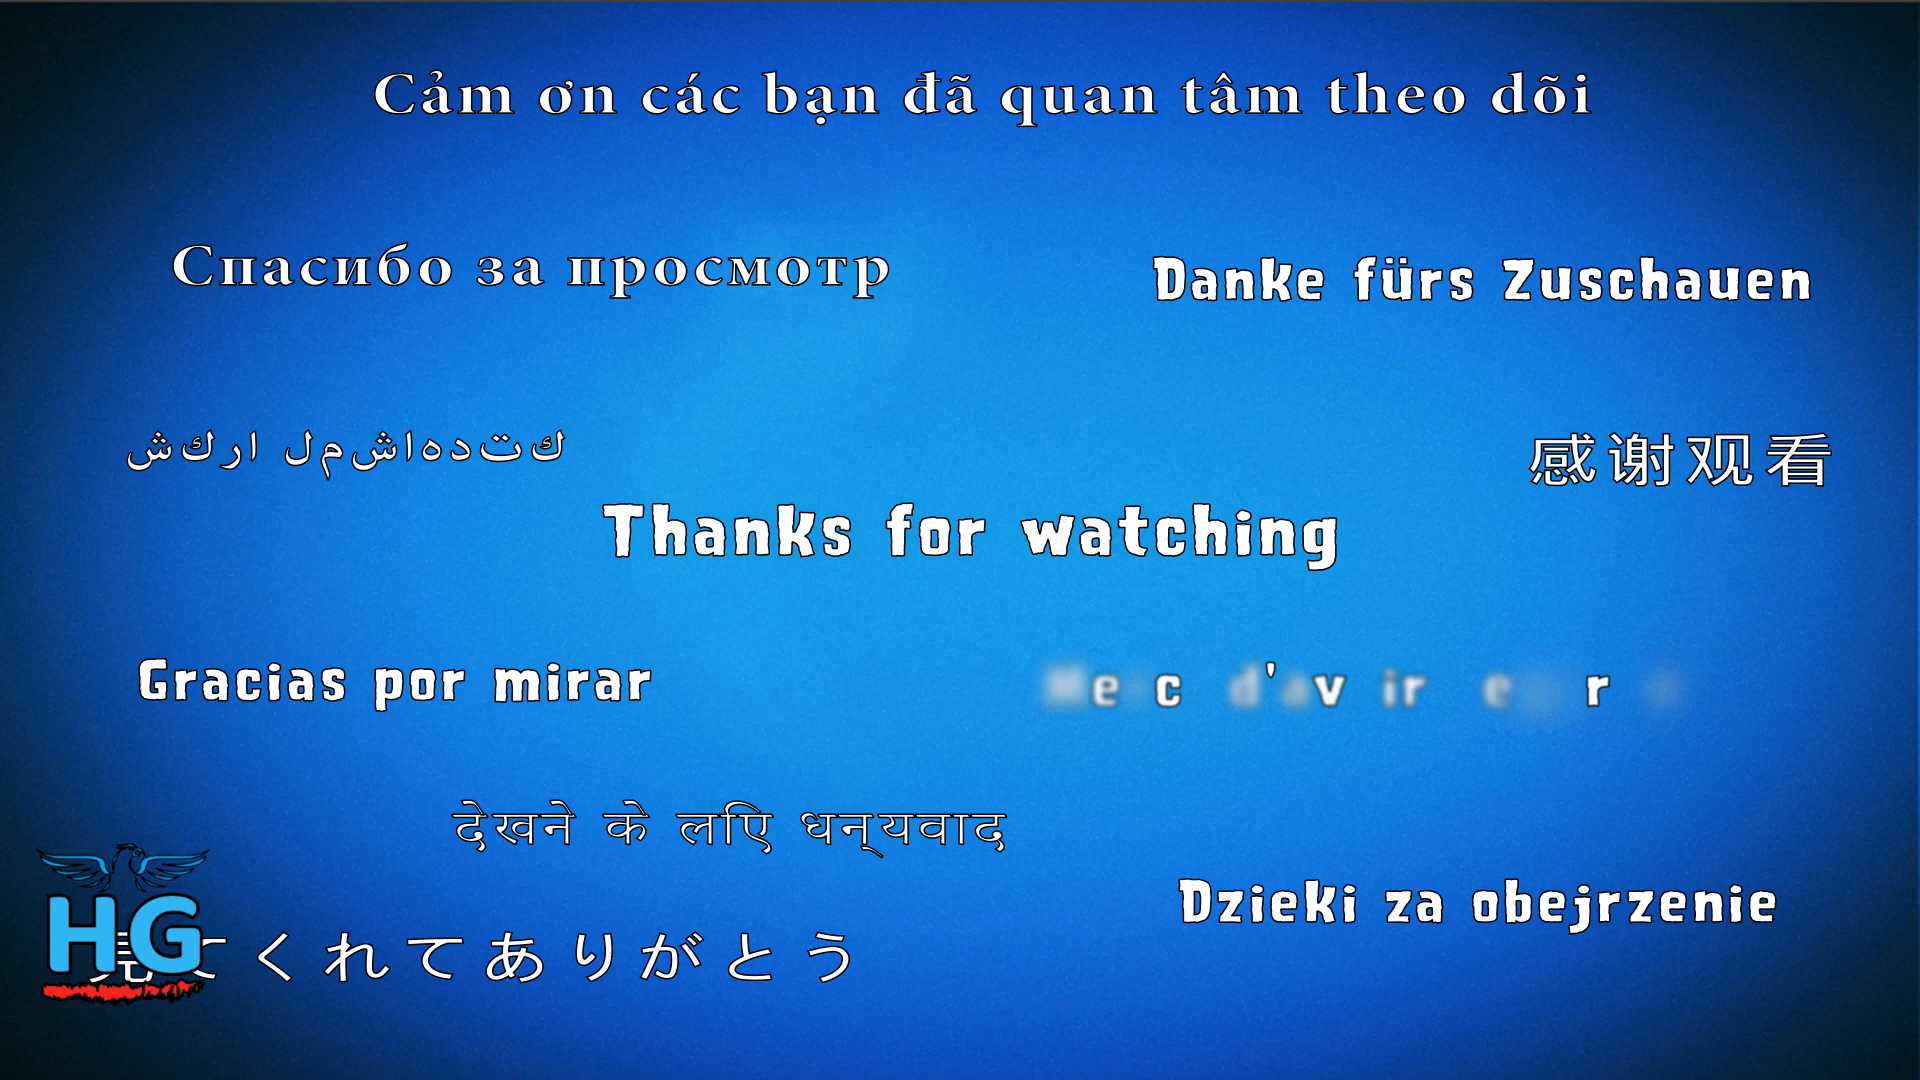 Cảm ơn các bạn đã quan tâm theo dõi
Спасибо за просмотр
Danke fürs Zuschauen
شكرا لمشاهدتك
感谢观看
Thanks for watching
Gracias por mirar
देखने के लिए धन्यवाद
Dzieki za obejrzenie
HG
見てくれてありがとう